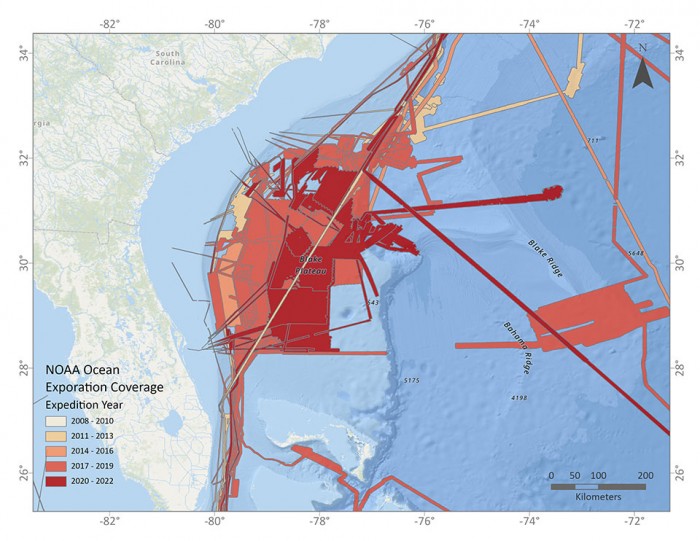 -82° -80° -78° -76° -74° -72°
34° 34°
South
Carolina
N
rgia
32° 32°
30° 30°
Blake
Plateau
Blake Ridge
5648
643
28° 28°
Bahama Ridge
5175
4198
26° 26°
NOAA Ocean
Exporation Coverage
Expedition Year
2008 - 2010
2011 - 2013
2014 - 2016
2017 - 2019
2020 - 2022
0 50 100 200
Kilometers
-82° -80° -78° -76° -74° -72°